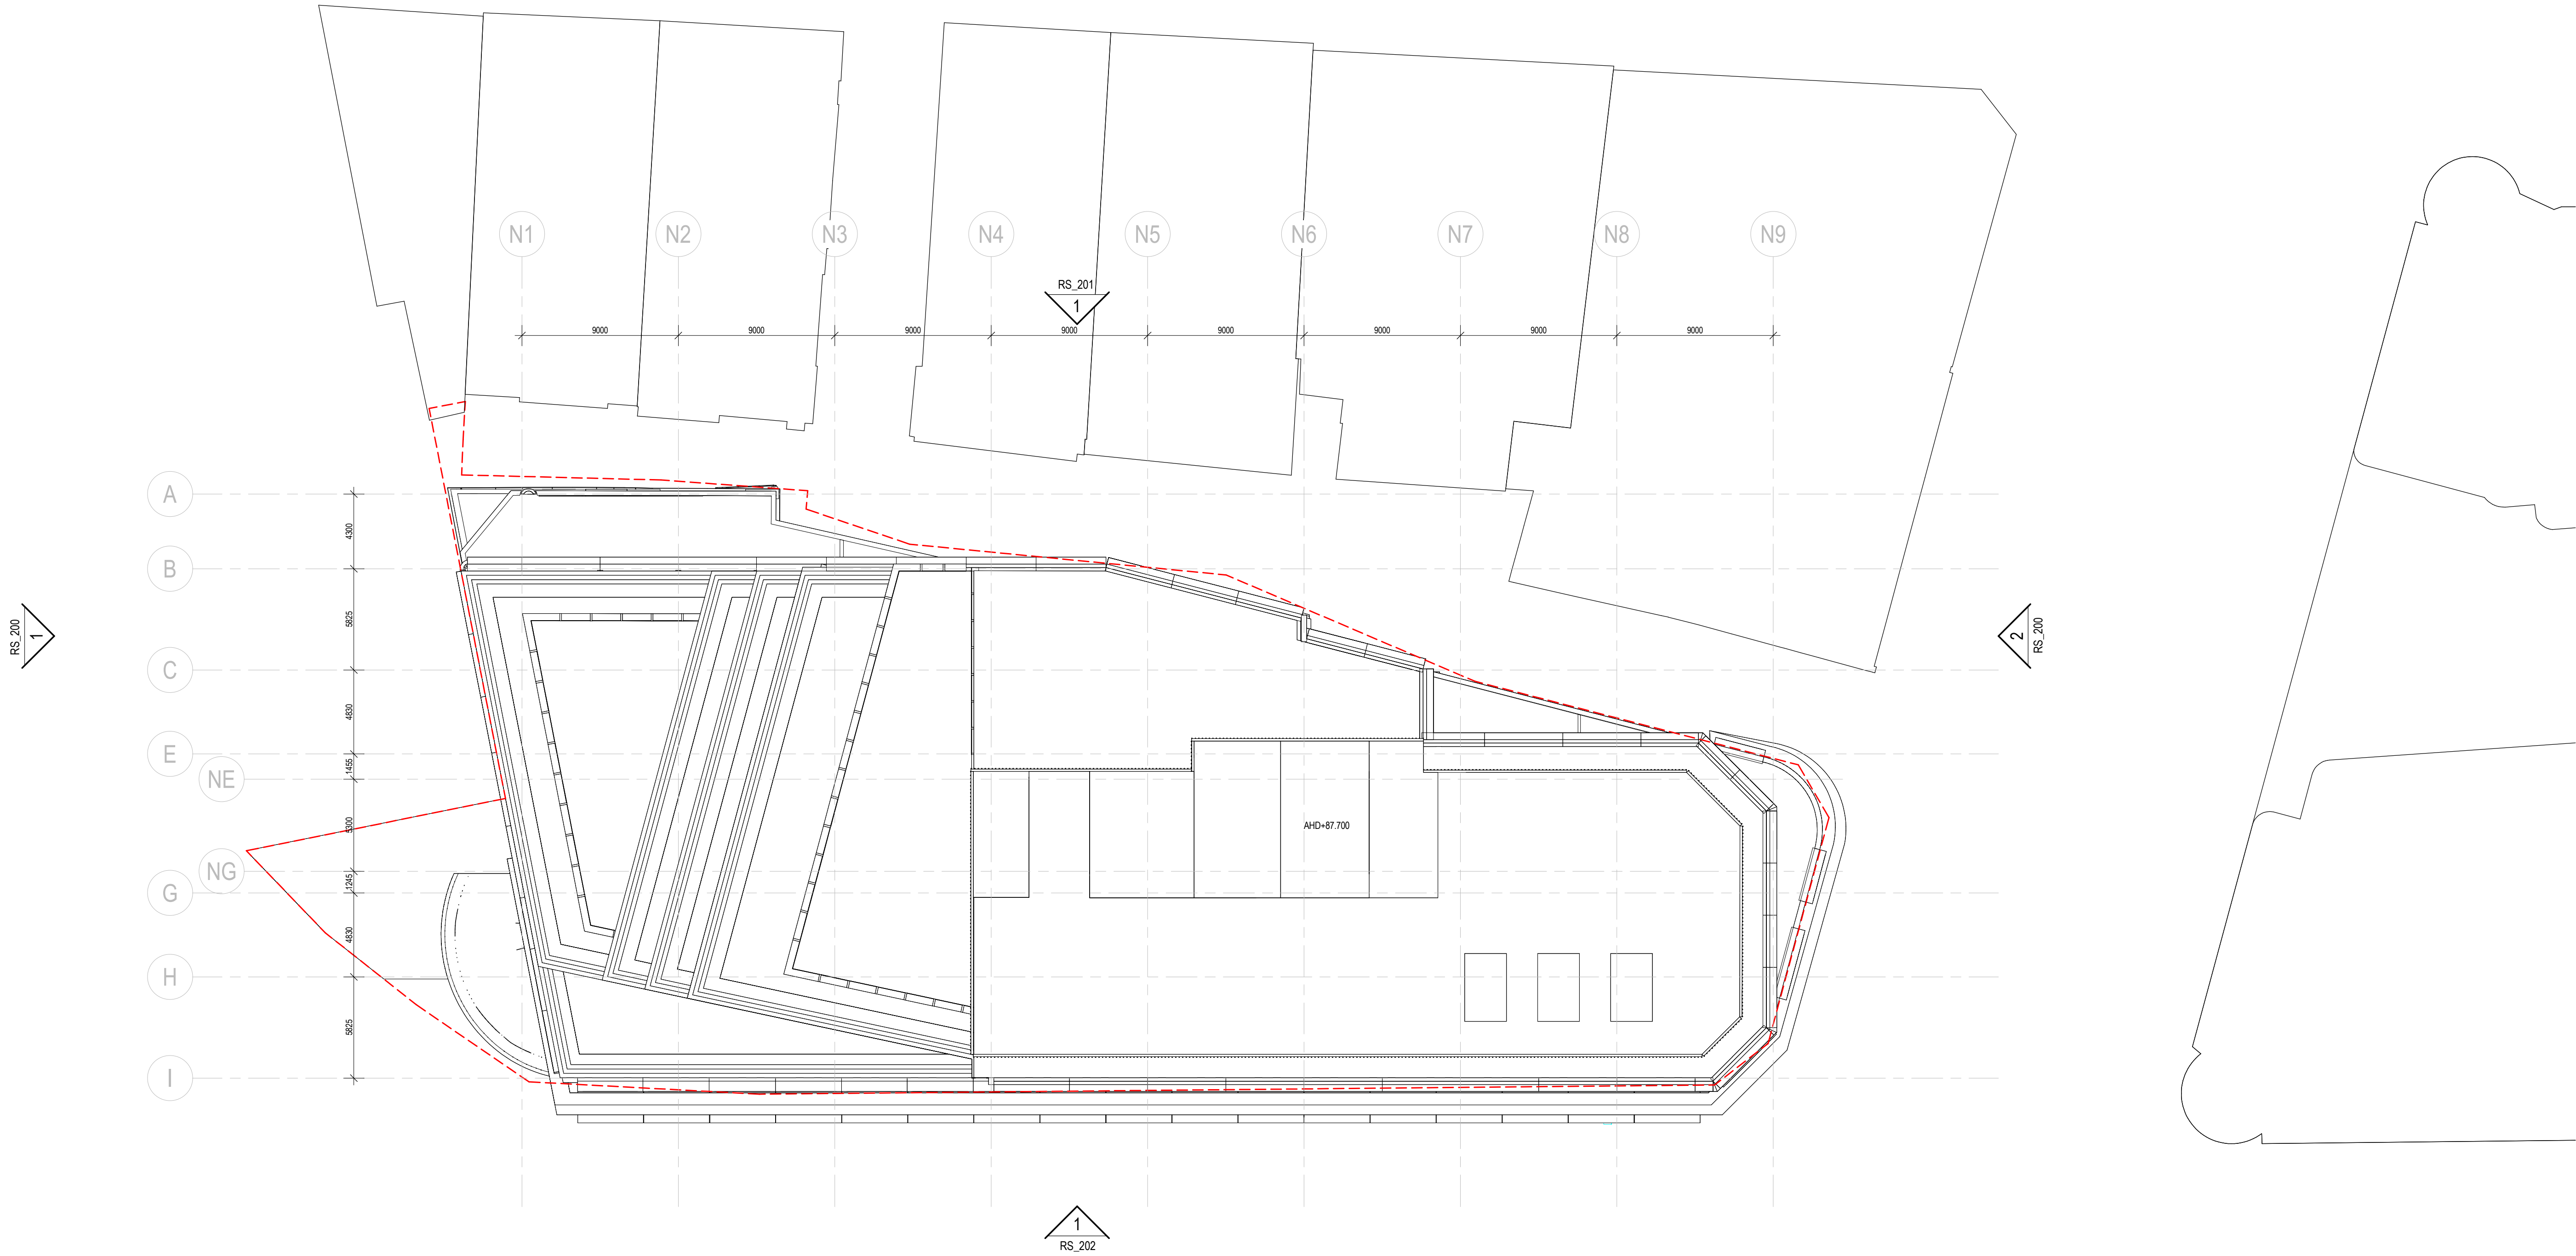 N1 N2 N3 N4 N5 N6 N7 N8 N9
RS_201
1
9000 9000 9000 9000 9000 9000 9000 9000
A
4300
B
5825
RS_200
1
2
RS_200
C
4830
E
1455
NE
5300
AHD+87.700
NG
1245
G
4830
H
5825
I
1
RS_202